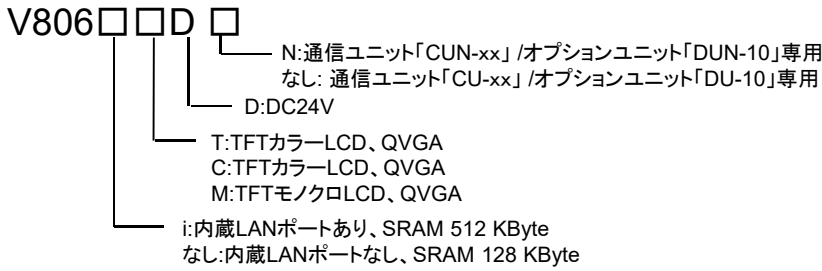 V806□□D □
N:通信ユニット「CUN-xx」 /オプションユニット「DUN-10」専用
なし: 通信ユニット「CU-xx」 /オプションユニット「DU-10」専用
D:DC24V
T:TFTカラーLCD、QVGA
C:TFTカラーLCD、QVGA
M:TFTモノクロLCD、QVGA
i:内蔵LANポートあり、SRAM 512 KByte
なし:内蔵LANポートなし、SRAM 128 KByte